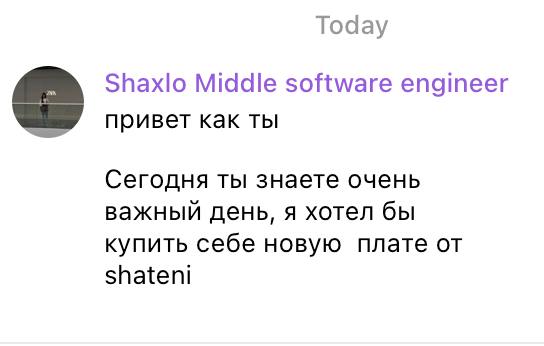 Today
Shaxlo Middle software engineer
привет как ты
Сегодня ты знаете очень
важный день, я хотел бы
купить себе новую  плате от
shateni